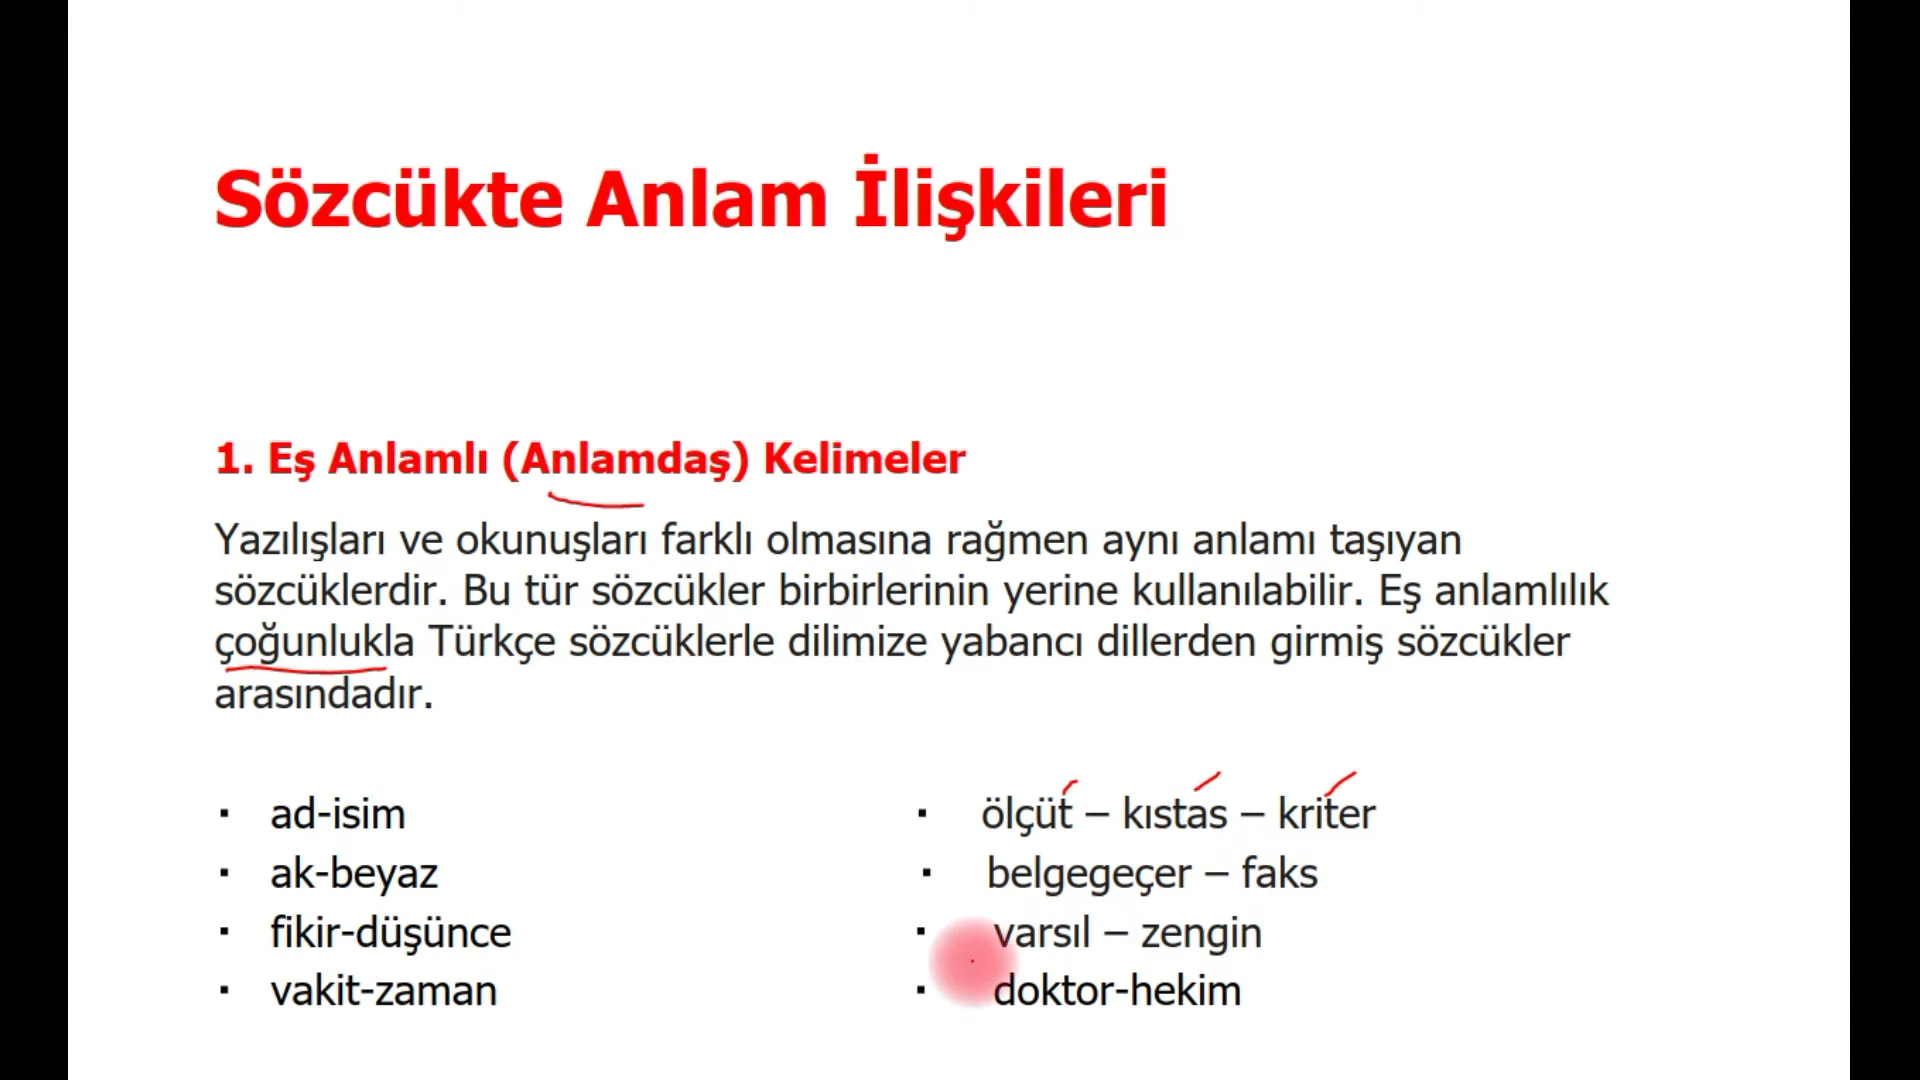 Sözcükte Anlam İlişkileri
1. Eş Anlamlı (Anlamdaş) Kelimeler
Yazılışları ve okunuşları farklı olmasına rağmen aynı anlamı taşıyan
sözcüklerdir. Bu tür sözcükler birbirlerinin yerine kullanılabilir. Eş anlamlılık
çoğunlukla Türkçe sözcüklerle dilimize yabancı dillerden girmiş sözcükler
arasındadır.
▪ ad-isim
▪ ak-beyaz
▪ fikir-düşünce
▪ vakit-zaman
▪ ölçüt – kıstas – kriter
▪ belgegeçer – faks
▪ varsıl – zengin
▪ doktor-hekim